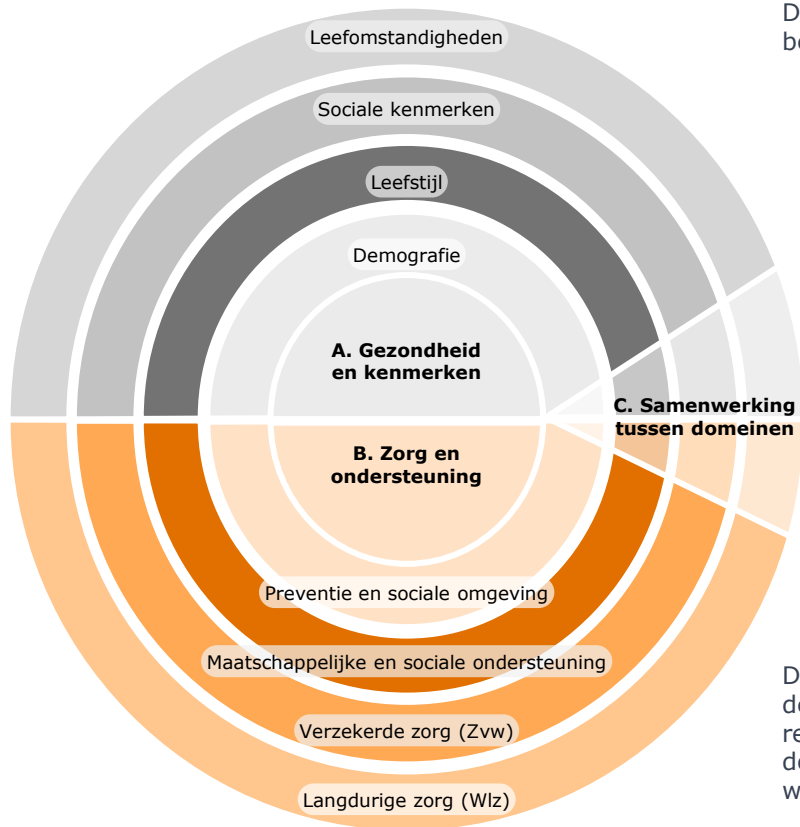 Leefomstandigheden
Sociale kenmerken
Leefstijl
Demografie
A. Gezondheid
en kenmerken
C. Samenwerking
tussen domeinen
B. Zorg en
ondersteuning
Preventie en sociale omgeving
Maatschappelijke en sociale ondersteuning
Verzekerde zorg (Zvw)
Langdurige zorg (Wlz)